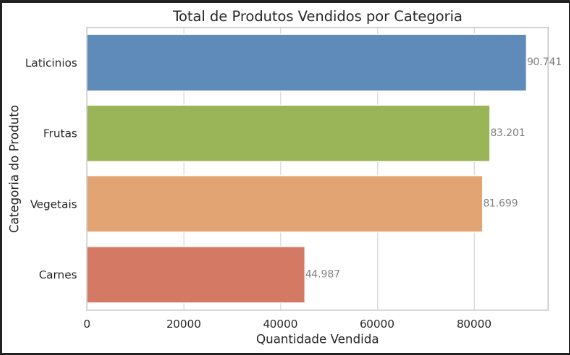 Total de Produtos Vendidos por Categoria
Categoria do Produto
Laticinios
90.741
Frutas
83.201
Vegetais
81.699
Carnes
44.987
0 20000 40000 60000 80000
Quantidade Vendida